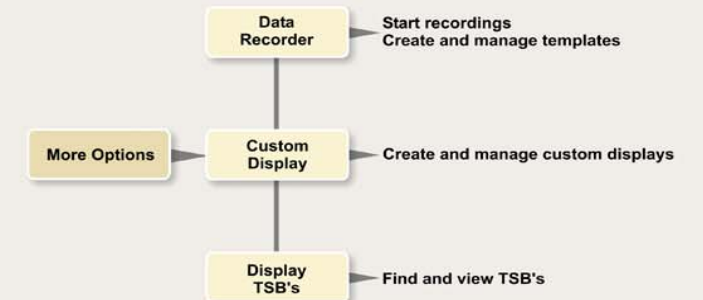 Data
Recorder
Start recordings
Create and manage templates
More Options
Custom
Display
Create and manage custom displays
Display
TSB's
Find and view TSB's